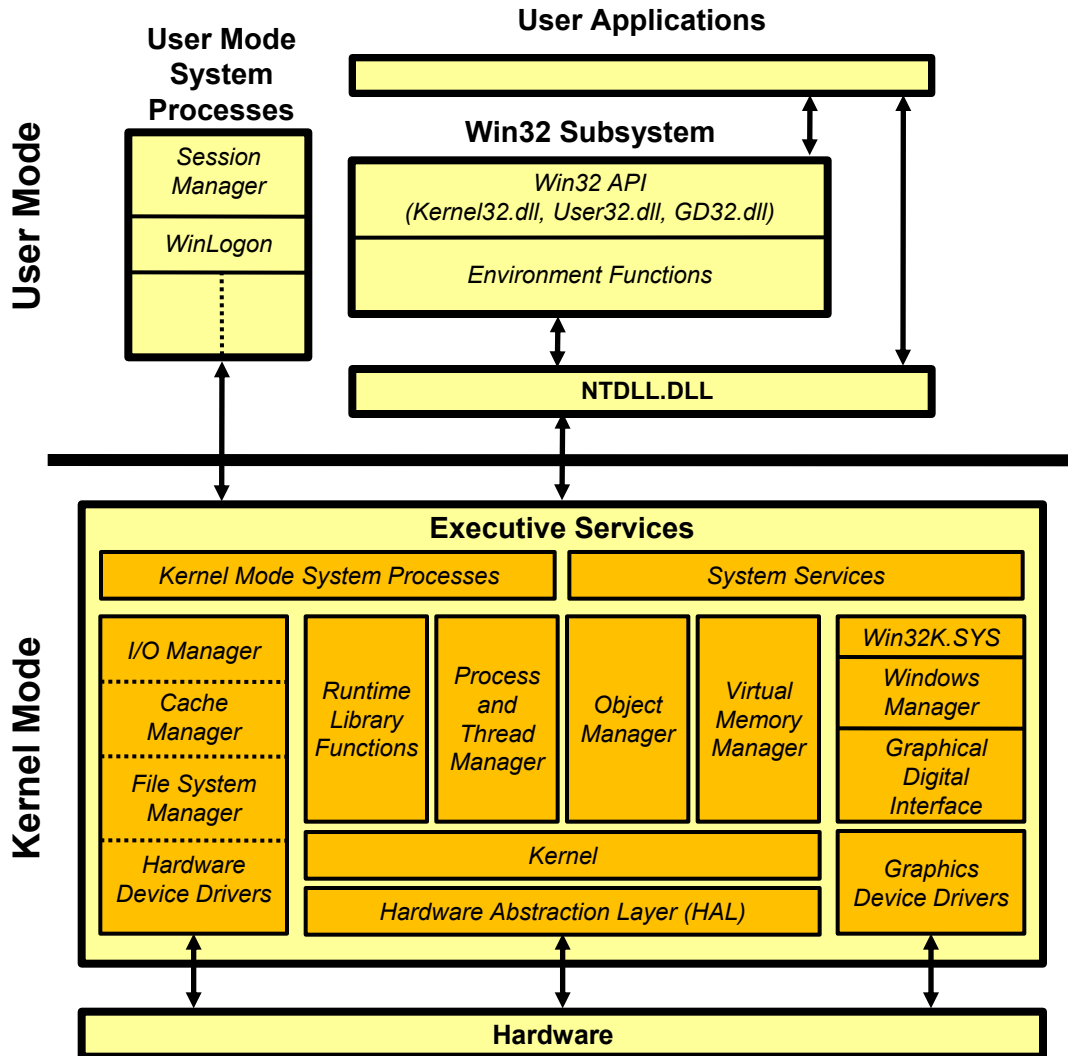 User Applications
User Mode
System
Processes
User Mode
Session
Manager
WinLogon
Win32 Subsystem
Win32 API
(Kernel32.dll, User32.dll, GD32.dll)
Environment Functions
NTDLL.DLL
Kernel Mode
Executive Services
Kernel Mode System Processes
System Services
I/O Manager
Cache
Manager
File System
Manager
Hardware
Device Drivers
Runtime
Library
Functions
Process
and
Thread
Manager
Object
Manager
Virtual
Memory
Manager
Win32K.SYS
Windows
Manager
Graphical
Digital
Interface
Kernel
Hardware Abstraction Layer (HAL)
Graphics
Device Drivers
Hardware